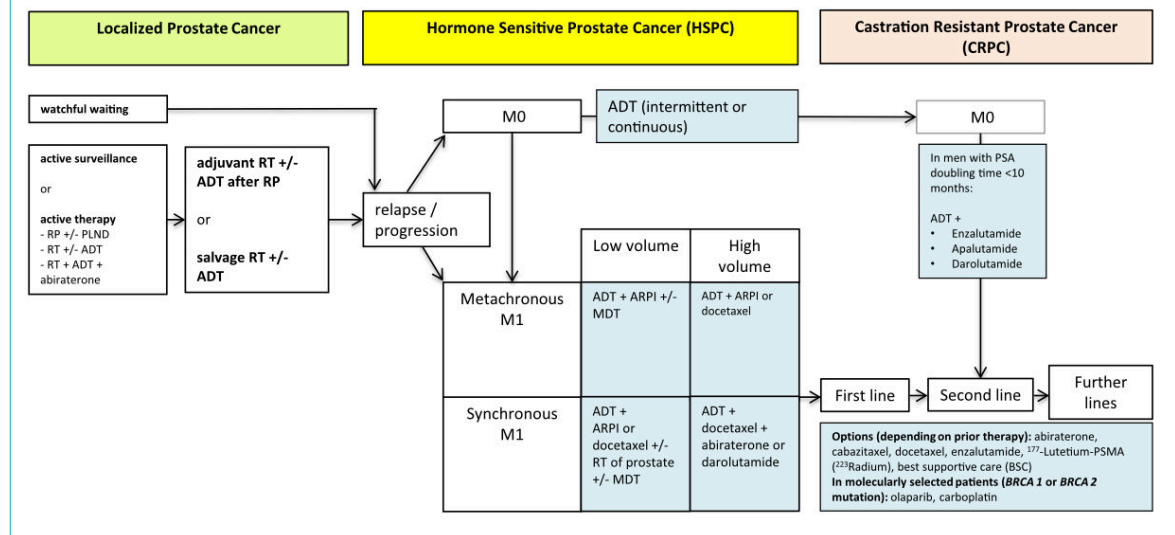 Localized Prostate Cancer
Hormone Sensitive Prostate Cancer (HSPC)
Castration Resistant Prostate Cancer
(CRPC)
watchful waiting
active surveillance
or
active therapy
- RP +/- PLND
- RT +/- ADT
- RT + ADT +
abiraterone
adjuvant RT +/-
ADT after RP
or
salvage RT +/-
ADT
relapse /
progression
M0
ADT (intermittent or
continuous)
M0
In men with PSA
doubling time <10
months:
ADT +
• Enzalutamide
• Apalutamide
• Darolutamide
Low volume
High
volume
Metachronous
M1
ADT + ARPI +/-
MDT
ADT + ARPI or
docetaxel
Synchronous
M1
ADT +
ARPI or
docetaxel +/-
RT of prostate
+/- MDT
ADT +
docetaxel +
abiraterone or
darolutamide
First line
Second line
Further
lines
Options (depending on prior therapy): abiraterone,
cabazitaxel, docetaxel, enzalutamide, ¹⁷⁷-Lutetium-PSMA
(²²³Radium), best supportive care (BSC)
In molecularly selected patients (BRCA 1 or BRCA 2
mutation): olaparib, carboplatin